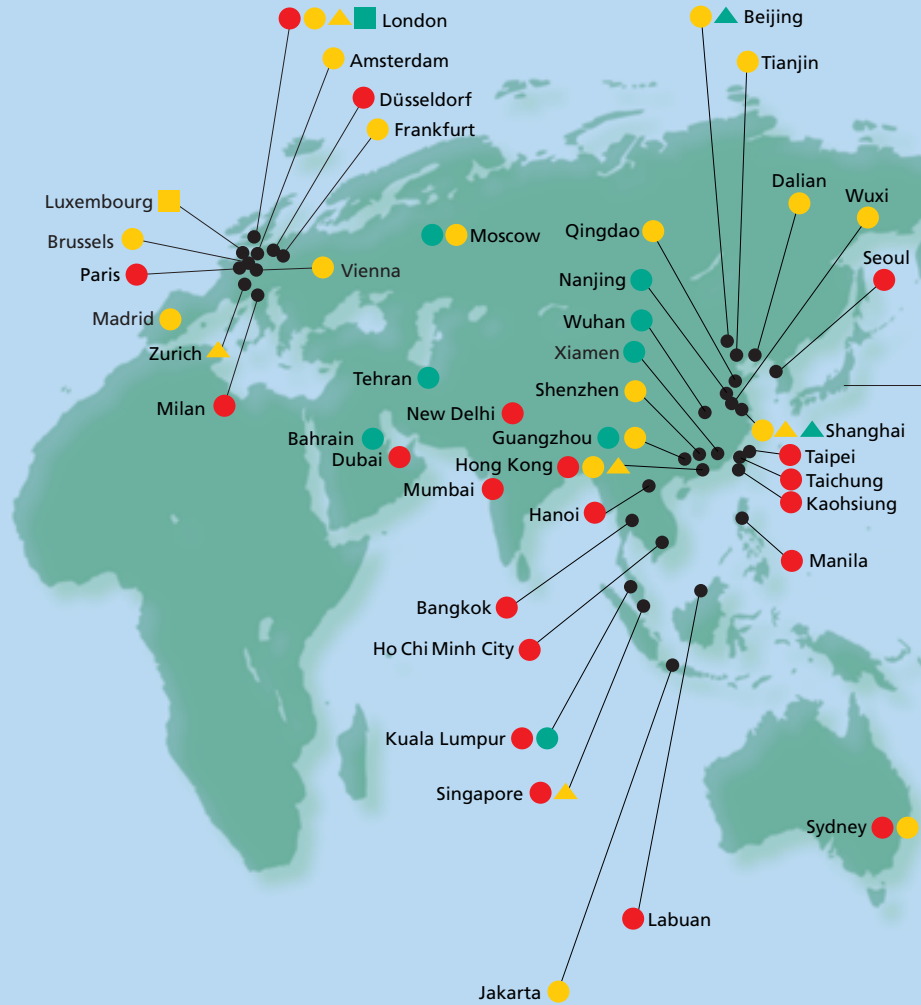 London
Beijing
Amsterdam
Tianjin
Düsseldorf
Frankfurt
Dalian
Wuxi
Luxembourg
Brussels
Moscow
Qingdao
Seoul
Paris
Vienna
Nanjing
Madrid
Wuhan
Zurich
Xiamen
Tehran
Shenzhen
Milan
New Delhi
Bahrain
Guangzhou
Shanghai
Dubai
Hong Kong
Taipei
Mumbai
Taichung
Hanoi
Kaohsiung
Manila
Bangkok
Ho Chi Minh City
Kuala Lumpur
Singapore
Sydney
Labuan
Jakarta